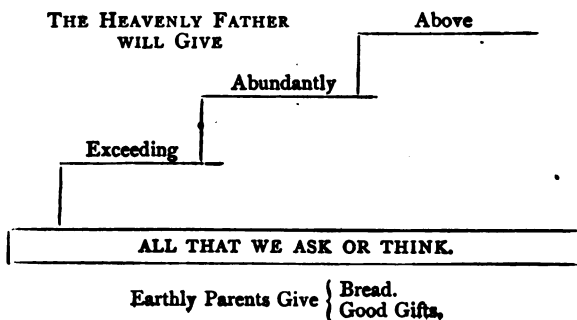 THE HEAVENLY FATHER
WILL GIVE
Above
Abundantly
Exceeding
ALL THAT WE ASK OR THINK.
Earthly Parents Give { Bread.
Good Gifts,